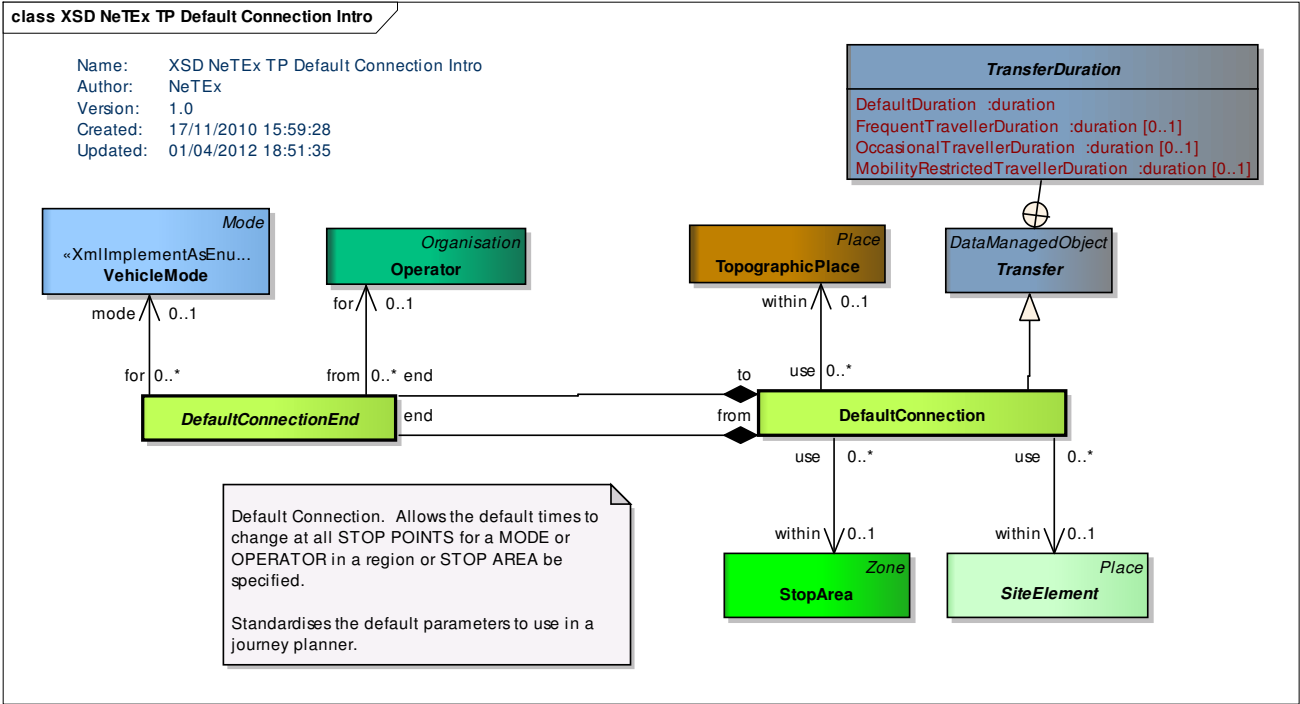 class XSD NeTEx TP Default Connection Intro
Name: XSD NeTEx TP Default Connection Intro
Author: NeTEx
Version: 1.0
Created: 17/11/2010 15:59:28
Updated: 01/04/2012 18:51:35
TransferDuration
DefaultDuration :duration
FrequentTravellerDuration :duration [0..1]
OccasionalTravellerDuration :duration [0..1]
MobilityRestrictedTravellerDuration :duration [0..1]
Mode
«XmlImplementAsEnu...
VehicleMode
Organisation
Operator
Place
TopographicPlace
DataManagedObject
Transfer
mode 0..1
for 0..1
within 0..1
for 0..*
from 0..* end
to
use 0..*
DefaultConnectionEnd
end
from
DefaultConnection
use 0..*
use 0..*
within 0..1
within 0..1
Zone
StopArea
Place
SiteElement
Default Connection. Allows the default times to
change at all STOP POINTS for a MODE or
OPERATOR in a region or STOP AREA be
specified.
Standardises the default parameters to use in a
journey planner.